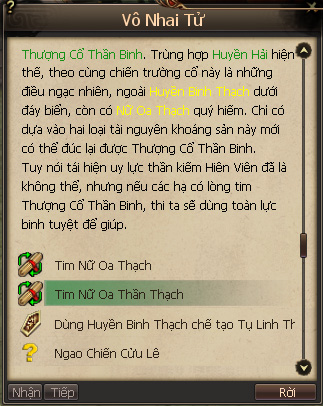 Vô Nhai Tử
Thượng Cổ Thần Binh. Trùng hợp Huyền Hải hiện
thế, theo cùng chiến trường cổ này là những
điều ngạc nhiên, ngoài Huyền Binh Thạch dưới
đáy biển, còn có Nữ Oa Thạch quý hiếm. Chỉ có
dựa vào hai loại tài nguyên khoáng sản này mới
có thể đúc lại được Thượng Cổ Thần Binh.
Tuy nói tái hiện uy lực thần kiếm Hiên Viên đã là
không thể, nhưng nếu các hạ có lòng tìm
Thượng Cổ Thần Binh, thì ta sẽ dùng toàn lực
binh tuyệt để giúp.
Tìm Nữ Oa Thạch
Tìm Nữ Oa Thần Thạch
Dùng Huyền Binh Thạch chế tạo Tụ Linh Th
Ngao Chiến Cửu Lê
Nhận Tiếp Rời